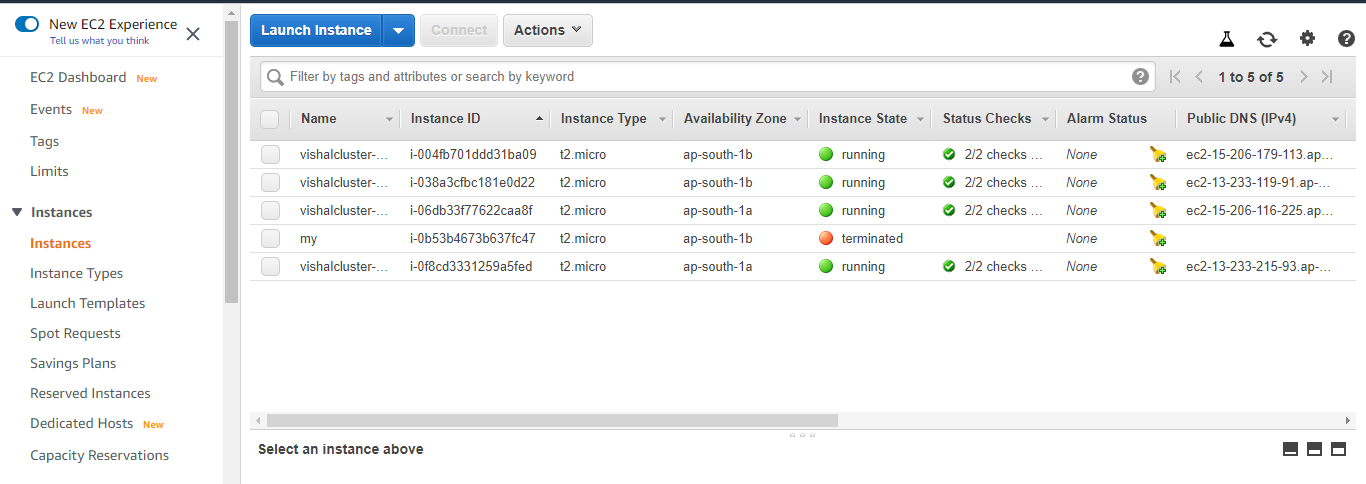 New EC2 Experience
Tell us what you think
EC2 Dashboard New
Events New
Tags
Limits
Instances
Instances
Instance Types
Launch Templates
Spot Requests
Savings Plans
Reserved Instances
Dedicated Hosts New
Capacity Reservations
Launch Instance Connect Actions
Filter by tags and attributes or search by keyword ? 1 to 5 of 5
Name Instance ID Instance Type Availability Zone Instance State Status Checks Alarm Status Public DNS (IPv4)
vishalcluster-... i-004fb701ddd31ba09 t2.micro ap-south-1b running 2/2 checks ... None ec2-15-206-179-113.ap...
vishalcluster-... i-038a3cfbc181e0d22 t2.micro ap-south-1b running 2/2 checks ... None ec2-13-233-119-91.ap-...
vishalcluster-... i-06db33f77622caa8f t2.micro ap-south-1a running 2/2 checks ... None ec2-15-206-116-225.ap...
my i-0b53b4673b637fc47 t2.micro ap-south-1b terminated None
vishalcluster-... i-0f8cd3331259a5fed t2.micro ap-south-1a running 2/2 checks ... None ec2-13-233-215-93.ap-...
Select an instance above